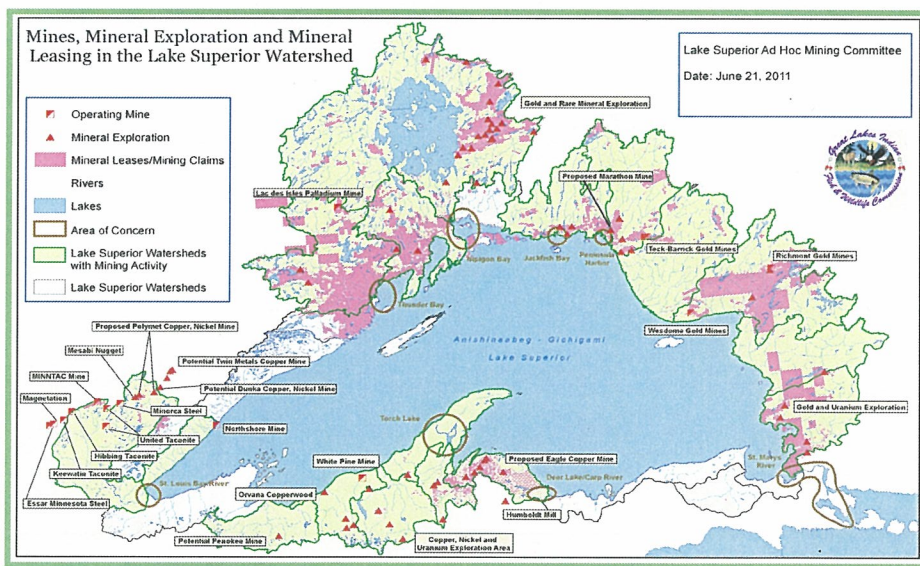 Mines, Mineral Exploration and Mineral
Leasing in the Lake Superior Watershed
Lake Superior Ad Hoc Mining Committee
Date: June 21, 2011
Great Lakes Indian
Fish & Wildlife Commission
Operating Mine
Mineral Exploration
Mineral Leases/Mining Claims
Rivers
Lakes
Area of Concern
Lake Superior Watersheds
with Mining Activity
Lake Superior Watersheds
Gold and Rare Mineral Exploration
Proposed Marathon Mine
Lac des Isles Palladium Mine
Nipigon Bay
Jackfish Bay
Peninsula
Harbor
Teck-Barrick Gold Mines
Richmont Gold Mines
Thunder Bay
Wesdome Gold Mines
Anishinaabeg - Gichigami
Lake Superior
Proposed Polymet Copper, Nickel Mine
Mesabi Nugget
Potential Twin Metals Copper Mine
MINNTAC Mine
Potential Dunka Copper, Nickel Mine
Magnetation
Minorca Steel
Northshore Mine
United Taconite
Hibbing Taconite
Keewatin Taconite
Essar Minnesota Steel
St. Louis Bay/River
Torch Lake
Gold and Uranium Exploration
White Pine Mine
Proposed Eagle Copper Mine
St. Marys
River
Deer Lake/Carp River
Orvana Copperwood
Humboldt Mill
Potential Penokee Mine
Copper, Nickel and
Uranium Exploration Area